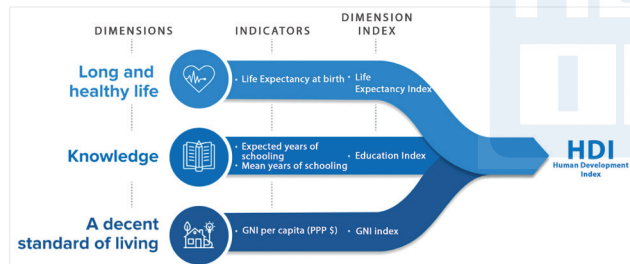 DIMENSIONS
INDICATORS
DIMENSION
INDEX
Long and
healthy life
• Life Expectancy at birth
• Life
Expectancy Index
Knowledge
• Expected years of
schooling
• Mean years of schooling
• Education Index
A decent
standard of living
• GNI per capita (PPP $)
• GNI index
HDI
Human Development
Index